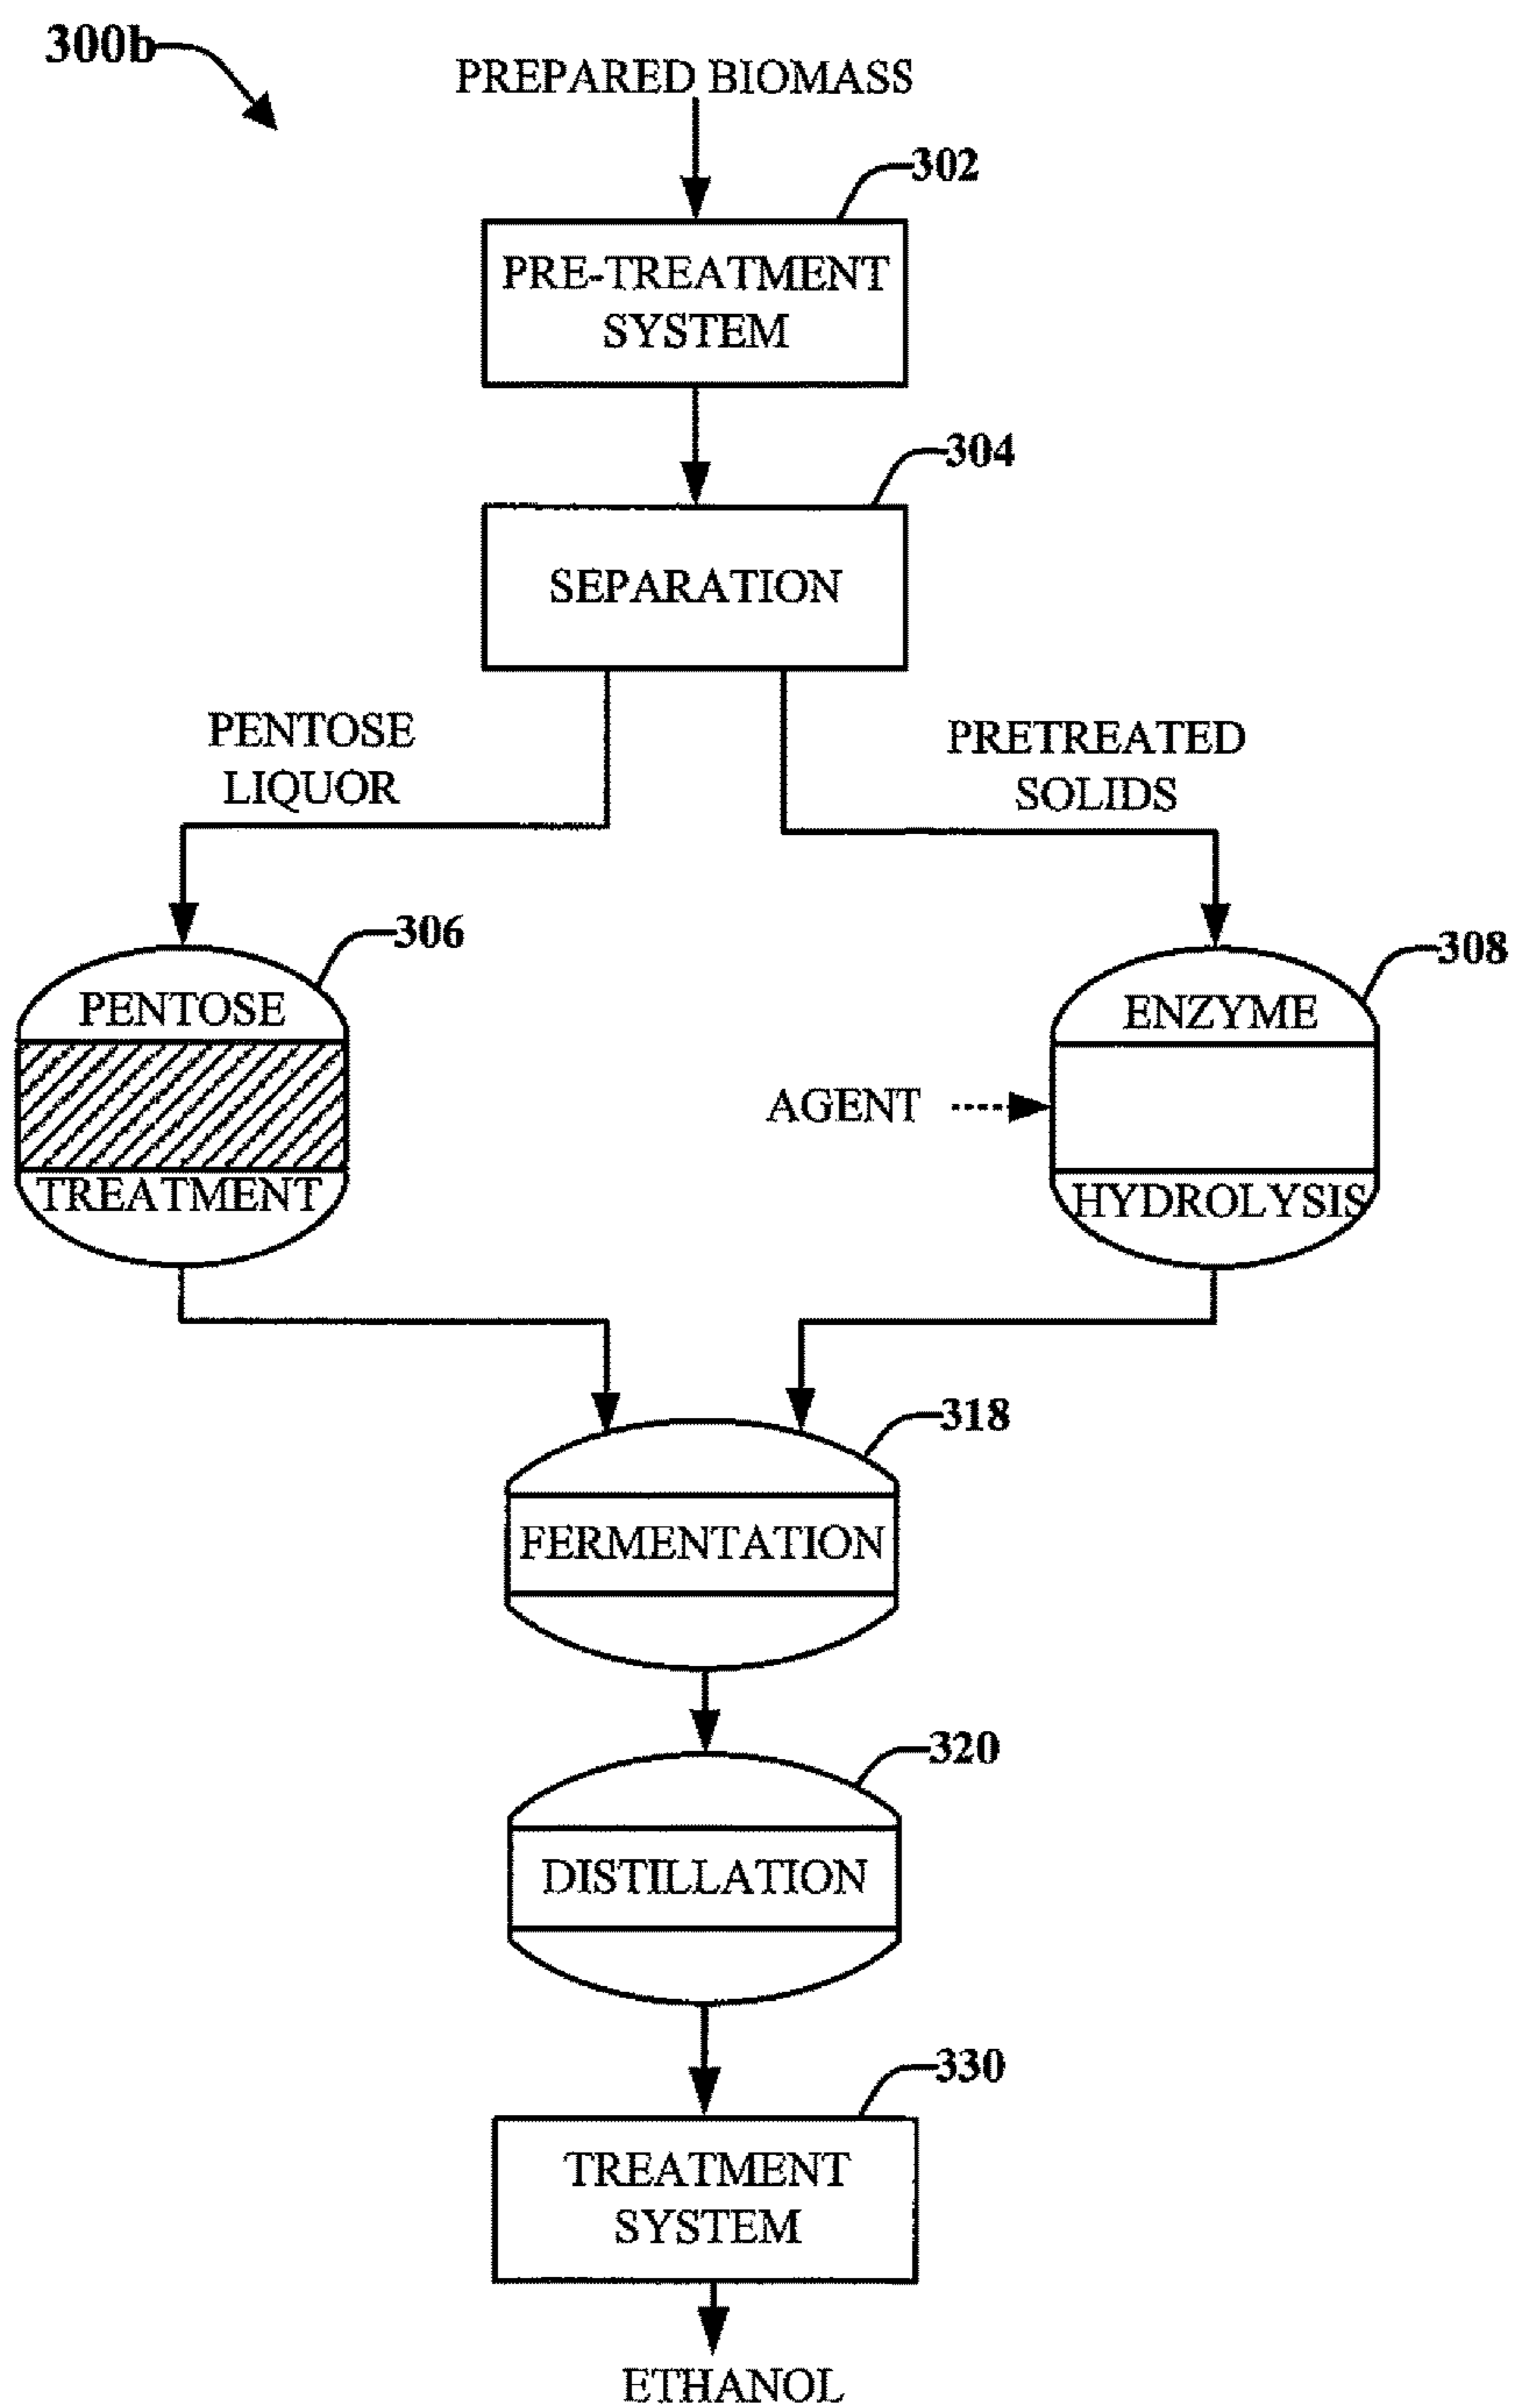 300b
PREPARED BIOMASS
302
PRE-TREATMENT
SYSTEM
304
SEPARATION
PENTOSE
LIQUOR
PRETREATED
SOLIDS
306
PENTOSE
TREATMENT
308
ENZYME
AGENT
HYDROLYSIS
318
FERMENTATION
320
DISTILLATION
330
TREATMENT
SYSTEM
ETHANOL